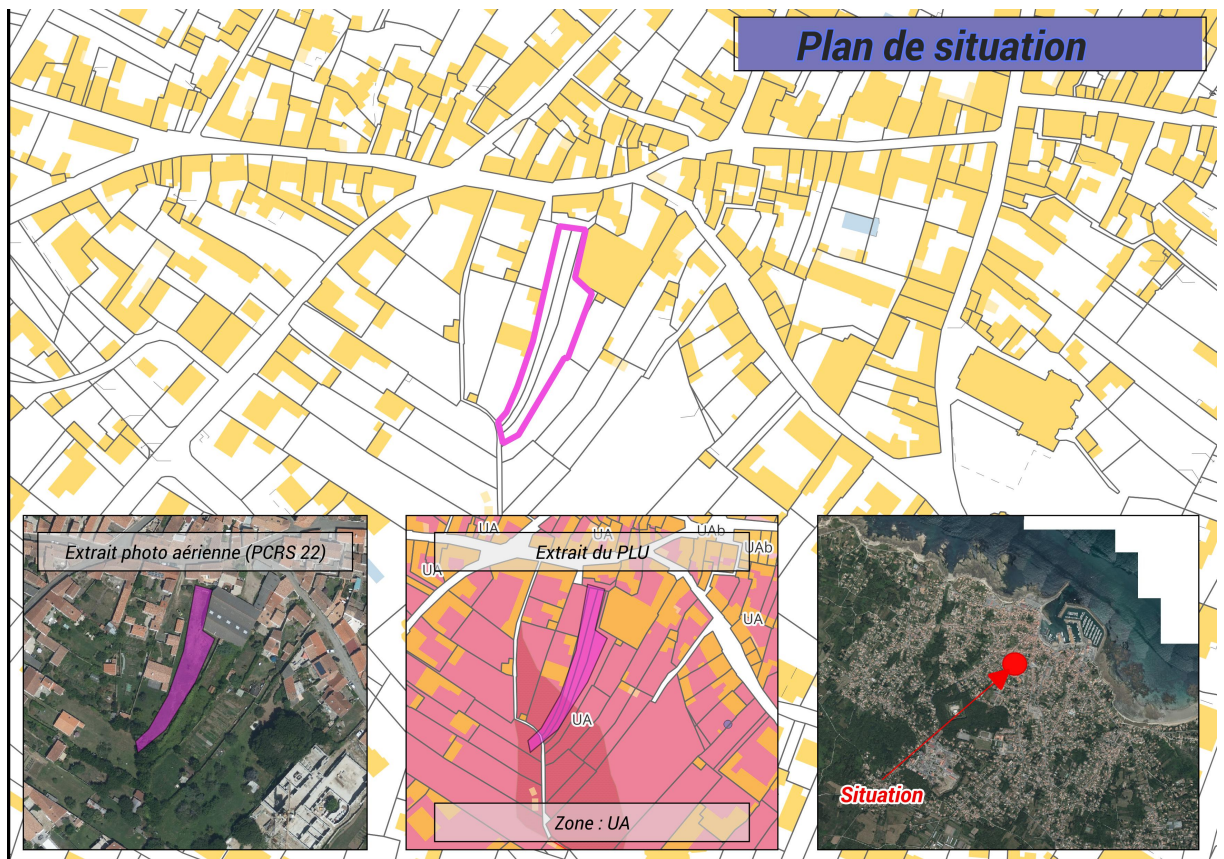 Plan de situation
Extrait photo aérienne (PCRS 22)
UA
UA
UAb
Extrait du PLU
UAb
UA
UA
UA
Zone : UA
Situation